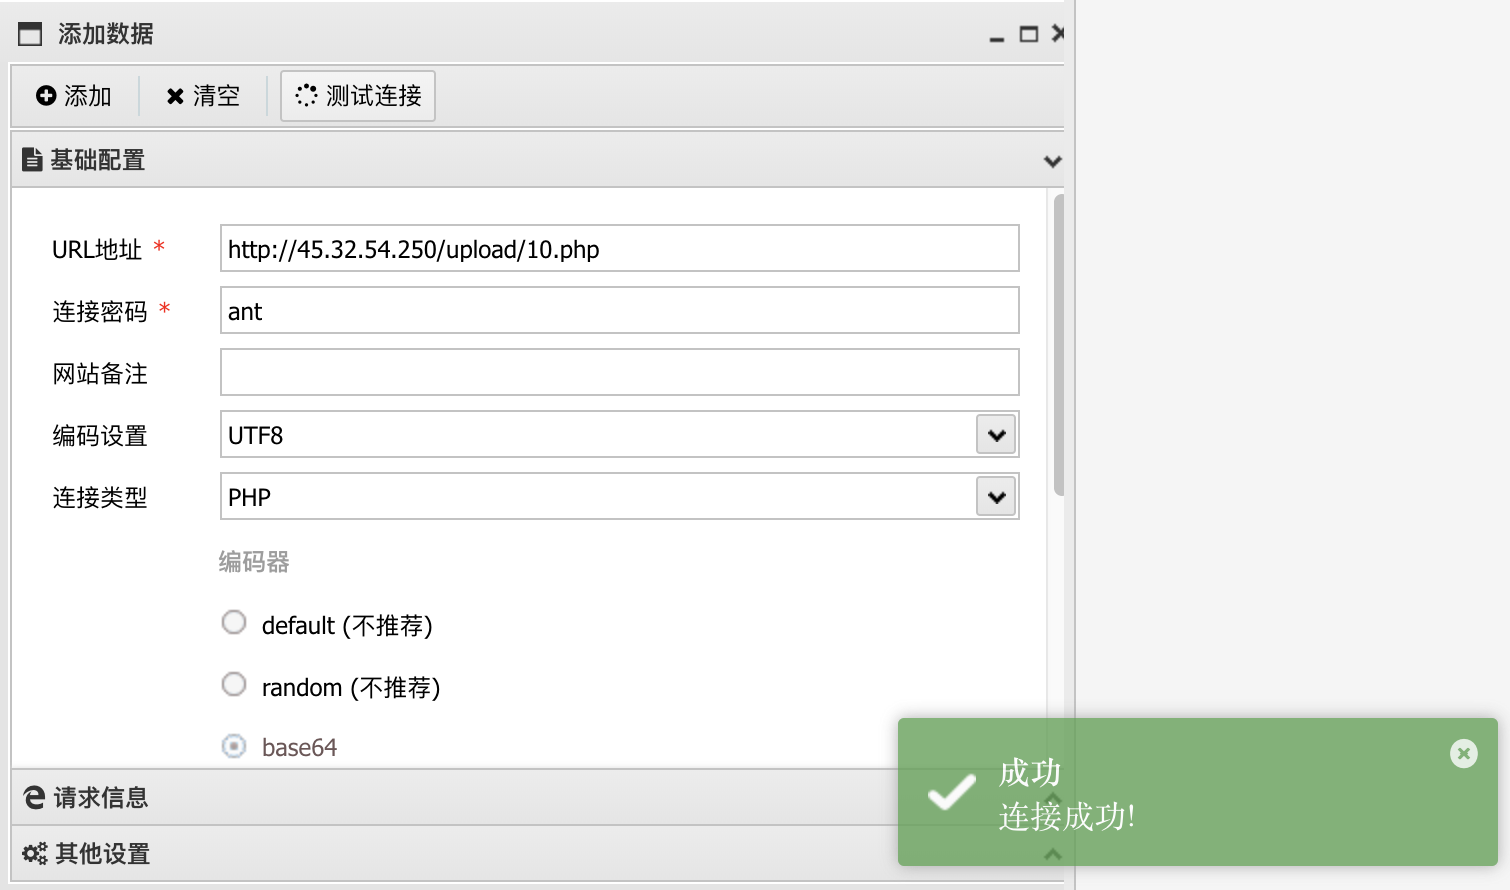 添加数据
添加 清空 测试连接
基础配置
URL地址 * http://45.32.54.250/upload/10.php
连接密码 * ant
网站备注
编码设置 UTF8
连接类型 PHP
编码器
default (不推荐)
random (不推荐)
base64
成功
连接成功!
请求信息
其他设置